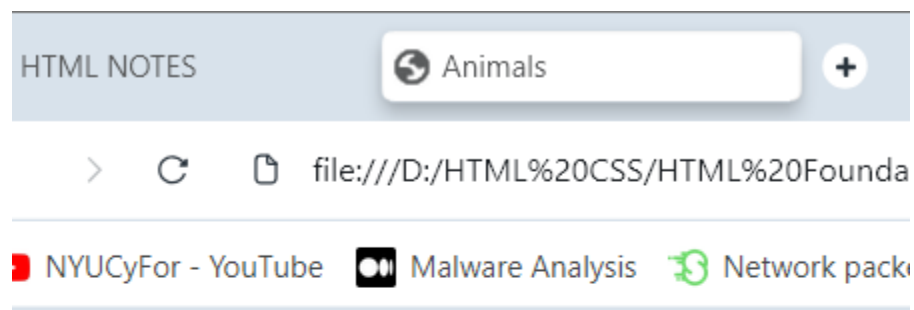 HTML NOTES Animals
file:///D:/HTML%20CSS/HTML%20Founda
NYUCyFor - YouTube Malware Analysis Network packe